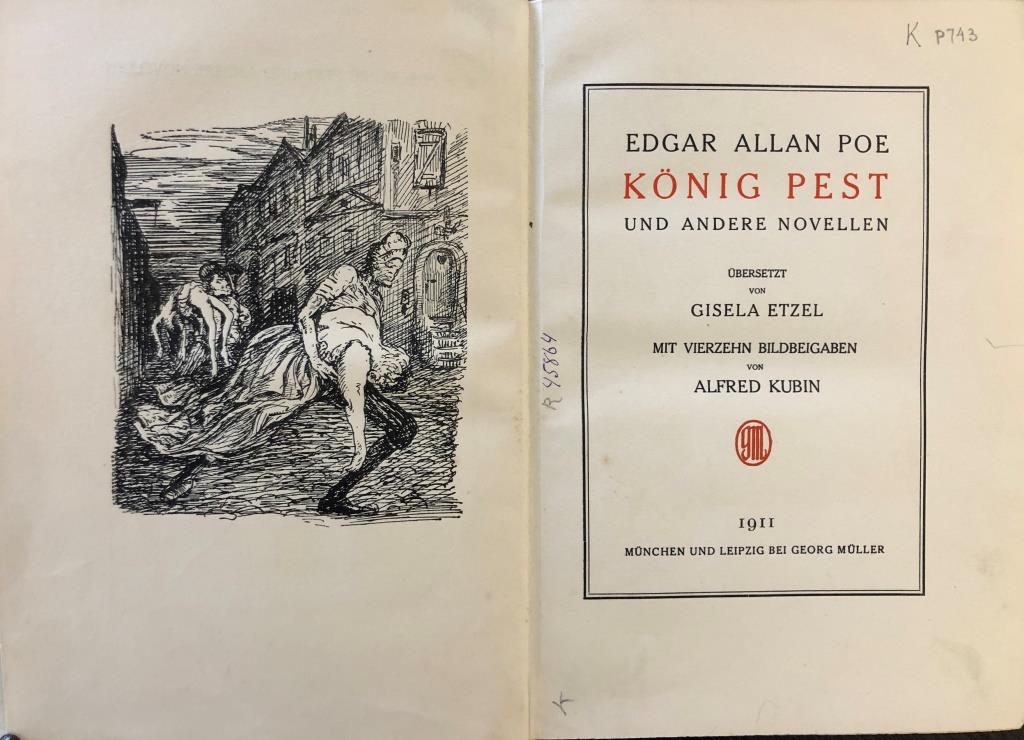 K P743
EDGAR ALLAN POE
KÖNIG PEST
UND ANDERE NOVELLEN
ÜBERSETZT
VON
GISELA ETZEL
MIT VIERZEHN BILDBEIGABEN
VON
ALFRED KUBIN
R 45864
GML
1911
MÜNCHEN UND LEIPZIG BEI GEORG MÜLLER